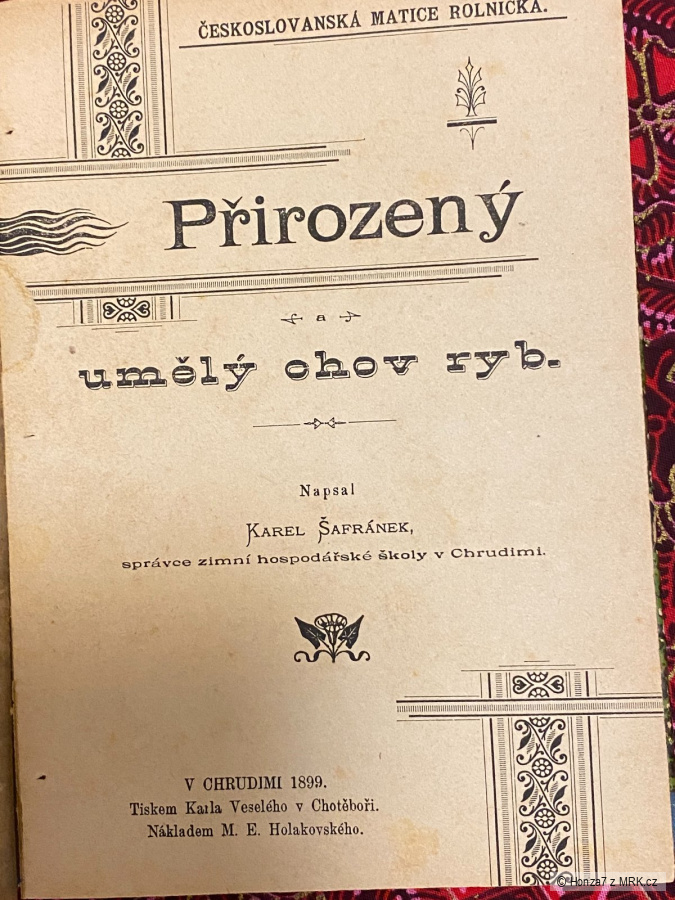 ČESKOSLOVANSKÁ MATICE ROLNICKÁ.
Přirozený
a
umělý chov ryb.
Napsal
KAREL ŠAFRÁNEK,
správce zimní hospodářské školy v Chrudimi.
V CHRUDIMI 1899.
Tiskem Karla Veselého v Chotěboři.
Nákladem M. E. Holakovského.
© Honza7 z MRK.cz